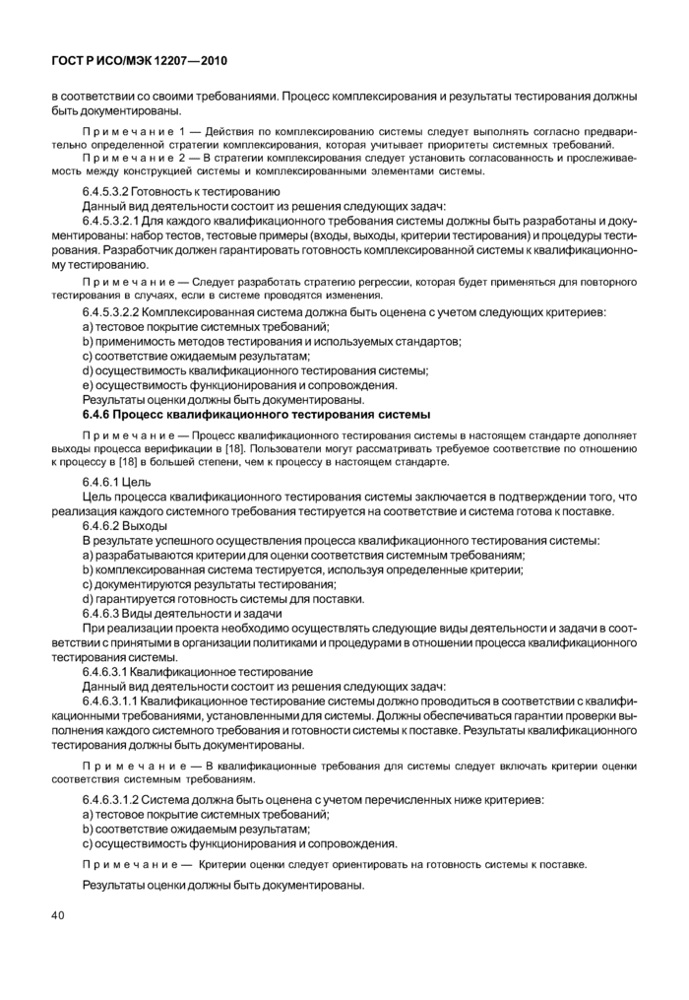 ГОСТ Р ИСО/МЭК 12207—2010
в соответствии со своими требованиями. Процесс комплексирования и результаты тестирования должны
быть документированы.
Примечание 1 — Действия по комплексированию системы следует выполнять согласно предвари-
тельно определенной стратегии комплексирования, которая учитывает приоритеты системных требований.
Примечание 2 — В стратегии комплексирования следует установить согласованность и прослеживае-
мость между конструкцией системы и комплексированными элементами системы.
6.4.5.3.2 Готовность к тестированию
Данный вид деятельности состоит из решения следующих задач:
6.4.5.3.2.1 Для каждого квалификационного требования системы должны быть разработаны и доку-
ментированы: набор тестов, тестовые примеры (входы, выходы, критерии тестирования) и процедуры тести-
рования. Разработчик должен гарантировать готовность комплексированной системы к квалификационно-
му тестированию.
Примечание — Следует разработать стратегию регрессии, которая будет применяться для повторного
тестирования в случаях, если в системе проводятся изменения.
6.4.5.3.2.2 Комплексированная система должна быть оценена с учетом следующих критериев:
a) тестовое покрытие системных требований;
b) применимость методов тестирования и используемых стандартов;
c) соответствие ожидаемым результатам;
d) осуществимость квалификационного тестирования системы;
e) осуществимость функционирования и сопровождения.
Результаты оценки должны быть документированы.
6.4.6 Процесс квалификационного тестирования системы
Примечание — Процесс квалификационного тестирования системы в настоящем стандарте дополняет
выходы процесса верификации в [18]. Пользователи могут рассматривать требуемое соответствие по отношению
к процессу в [18] в большей степени, чем к процессу в настоящем стандарте.
6.4.6.1 Цель
Цель процесса квалификационного тестирования системы заключается в подтверждении того, что
реализация каждого системного требования тестируется на соответствие и система готова к поставке.
6.4.6.2 Выходы
В результате успешного осуществления процесса квалификационного тестирования системы:
a) разрабатываются критерии для оценки соответствия системным требованиям;
b) комплексированная система тестируется, используя определенные критерии;
c) документируются результаты тестирования;
d) гарантируется готовность системы для поставки.
6.4.6.3 Виды деятельности и задачи
При реализации проекта необходимо осуществлять следующие виды деятельности и задачи в соот-
ветствии с принятыми в организации политиками и процедурами в отношении процесса квалификационного
тестирования системы.
6.4.6.3.1 Квалификационное тестирование
Данный вид деятельности состоит из решения следующих задач:
6.4.6.3.1.1 Квалификационное тестирование системы должно проводиться в соответствии с квалифи-
кационными требованиями, установленными для системы. Должны обеспечиваться гарантии проверки вы-
полнения каждого системного требования и готовности системы к поставке. Результаты квалификационного
тестирования должны быть документированы.
Примечание — В квалификационные требования для системы следует включать критерии оценки
соответствия системным требованиям.
6.4.6.3.1.2 Система должна быть оценена с учетом перечисленных ниже критериев:
a) тестовое покрытие системных требований;
b) соответствие ожидаемым результатам;
c) осуществимость функционирования и сопровождения.
Примечание — Критерии оценки следует ориентировать на готовность системы к поставке.
Результаты оценки должны быть документированы.
40